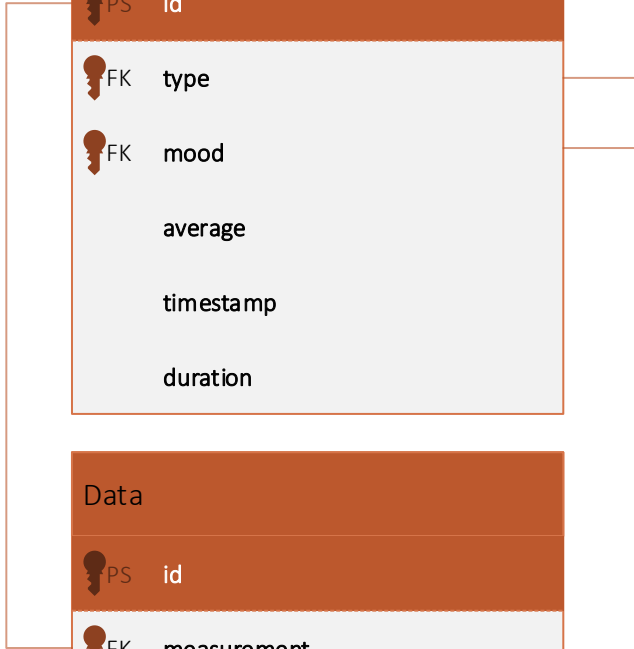 PS id
FK type
FK mood
average
timestamp
duration
Data
PS id
FK measurement